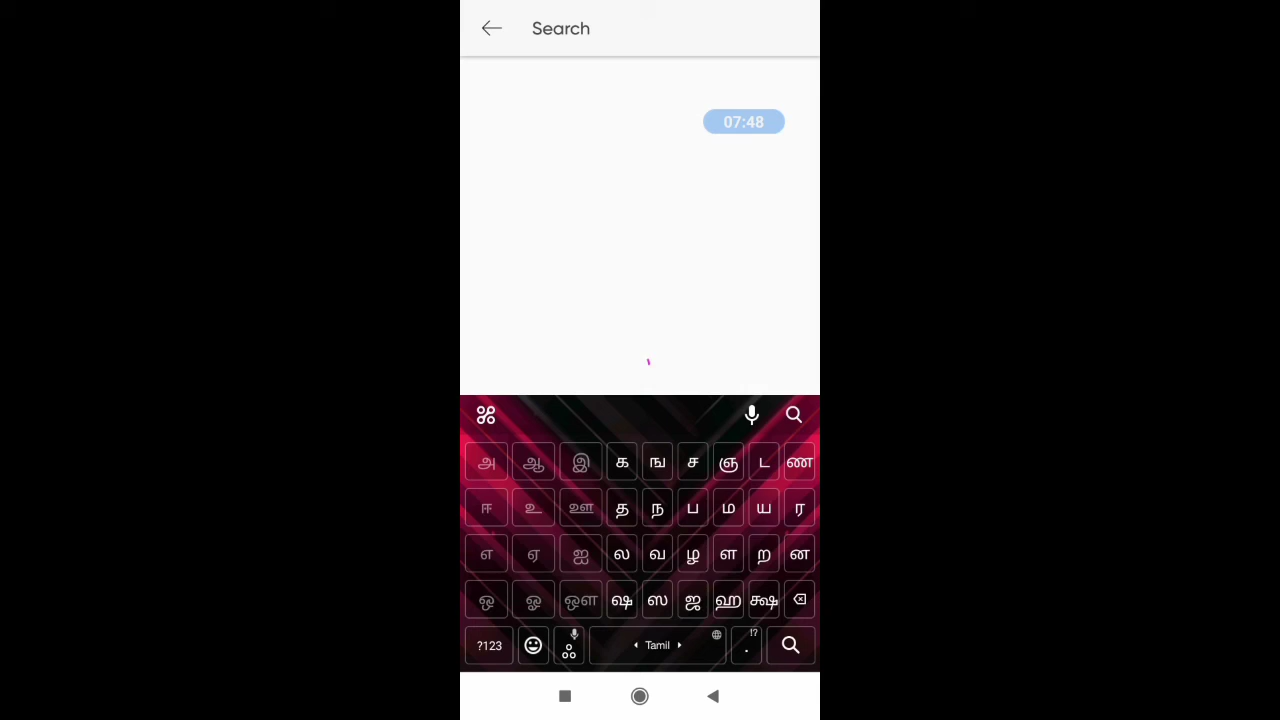 Search
07:48
அ ஆ இ க ங ச ஞ ட ண
ஈ உ ஊ த ந ப ம ய ர
எ ஏ ஐ ல வ ழ ள ற ன
ஒ ஓ ஔ ஷ ஸ ஜ ஹ க்ஷ
?123 Tamil . !?